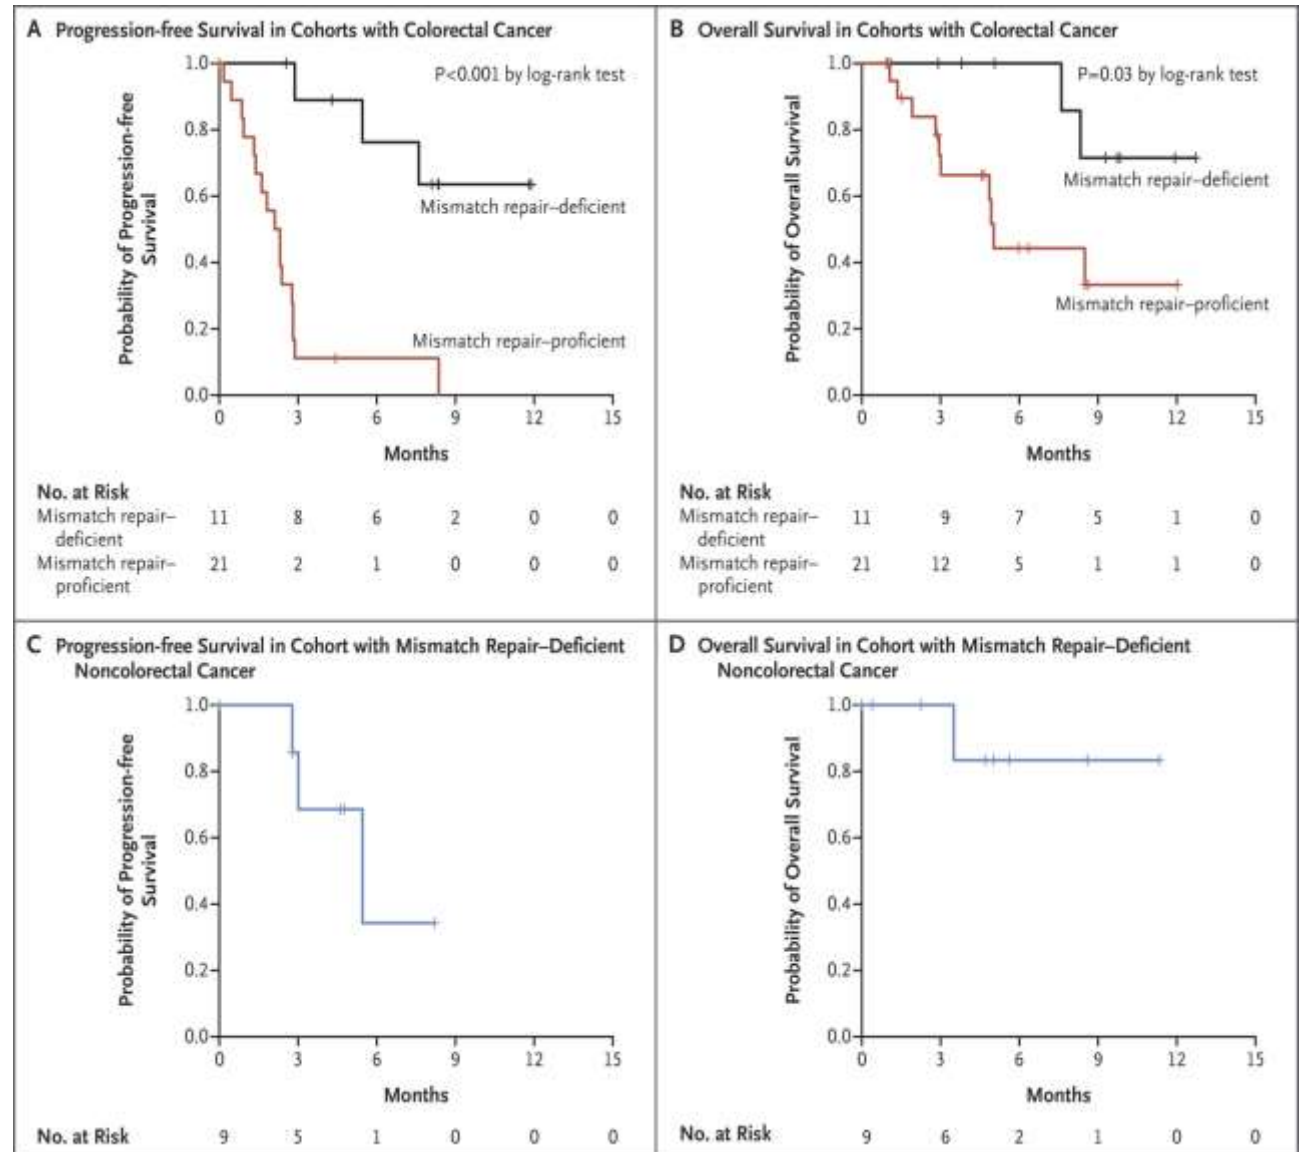 A Progression-free Survival in Cohorts with Colorectal Cancer
P<0.001 by log-rank test
Probability of Progression-free
Survival
1.0
0.8
0.6
0.4
0.2
0.0
Mismatch repair–deficient
Mismatch repair–proficient
0 3 6 9 12 15
Months
No. at Risk
Mismatch repair–
deficient
11 8 6 2 0 0
Mismatch repair–
proficient
21 2 1 0 0 0
B Overall Survival in Cohorts with Colorectal Cancer
P=0.03 by log-rank test
Probability of Overall Survival
1.0
0.8
0.6
0.4
0.2
0.0
Mismatch repair–deficient
Mismatch repair–proficient
0 3 6 9 12 15
Months
No. at Risk
Mismatch repair–
deficient
11 9 7 5 1 0
Mismatch repair–
proficient
21 12 5 1 1 0
C Progression-free Survival in Cohort with Mismatch Repair–Deficient
Noncolorectal Cancer
Probability of Progression-free
Survival
1.0
0.8
0.6
0.4
0.2
0.0
0 3 6 9 12 15
Months
No. at Risk 9 5 1 0 0 0
D Overall Survival in Cohort with Mismatch Repair–Deficient
Noncolorectal Cancer
Probability of Overall Survival
1.0
0.8
0.6
0.4
0.2
0.0
0 3 6 9 12 15
Months
No. at Risk 9 6 2 1 0 0